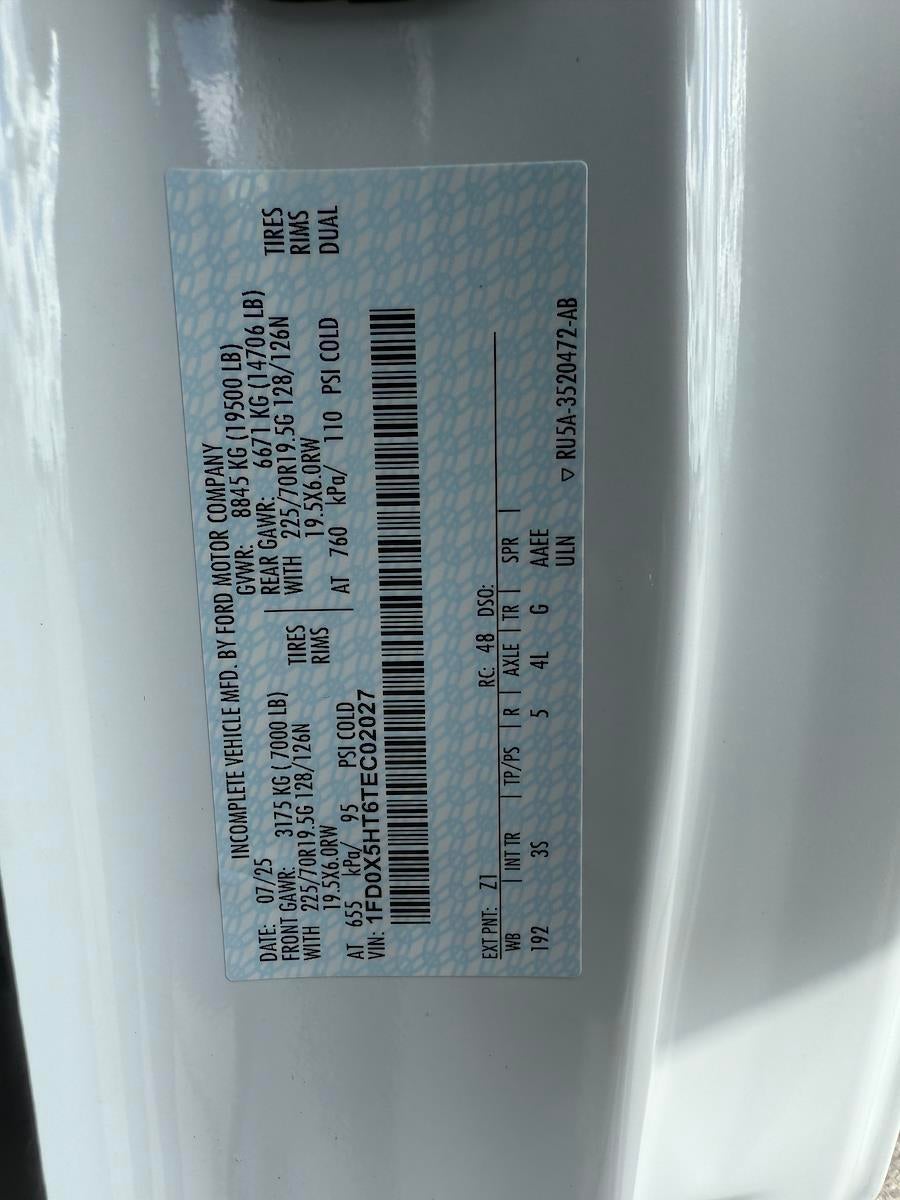 INCOMPLETE VEHICLE MFD. BY FORD MOTOR COMPANY
DATE: 07/25 GVWR: 8845 KG (19500 LB)
FRONT GAWR: 3175 KG ( 7000 LB) REAR GAWR: 6671 KG (14706 LB)
WITH 225/70R19.5G 128/126N TIRES WITH 225/70R19.5G 128/126N TIRES
19.5X6.0RW RIMS 19.5X6.0RW RIMS
AT 655 kPa/ 95 PSI COLD AT 760 kPa/ 110 PSI COLD DUAL
VIN: 1FD0X5HT6TEC02027
EXT PNT: Z1 RC: 48 DSO:
WB | INT TR | TP/PS | R | AXLE | TR | SPR |
192 3S 5 4L G AAEE
ULN
▽ RU5A-3520472-AB